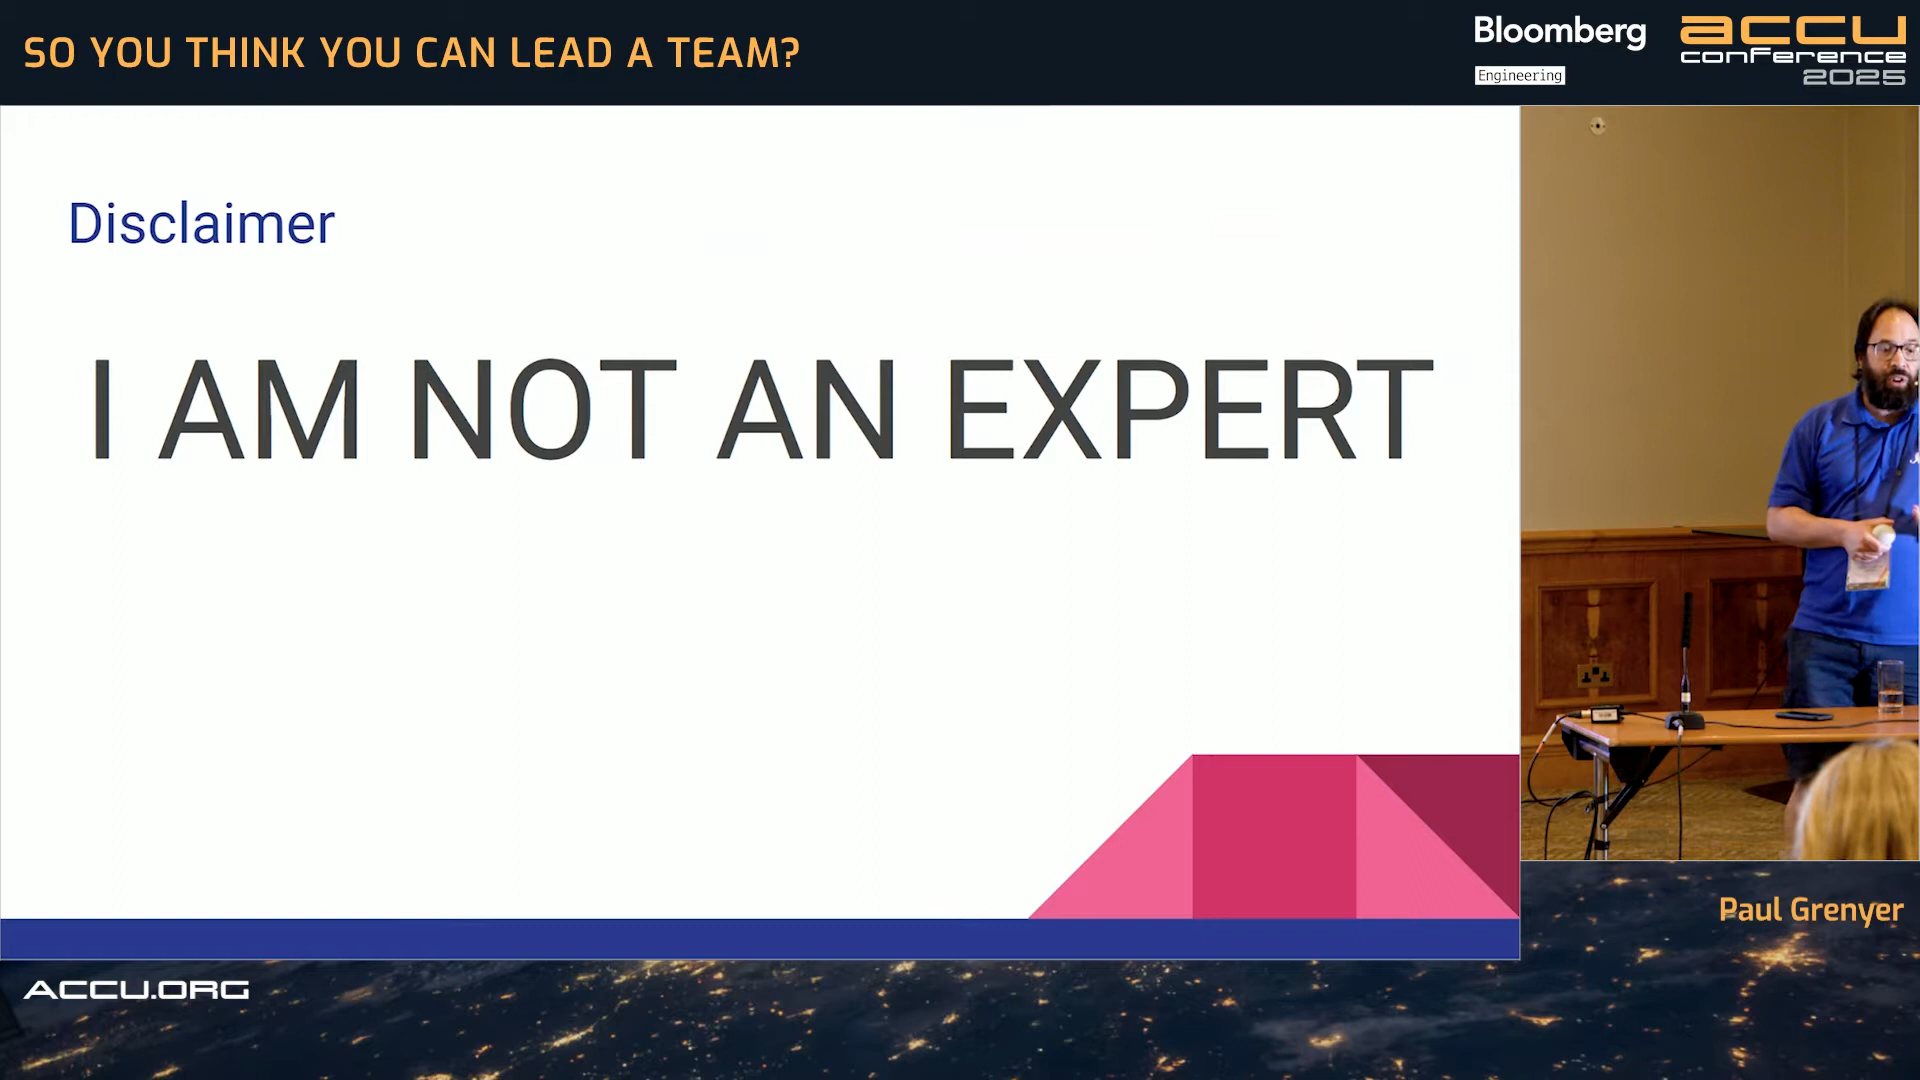 SO YOU THINK YOU CAN LEAD A TEAM?
Bloomberg
Engineering
accu
conference
2025
Disclaimer
I AM NOT AN EXPERT
Paul Grenyer
ACCU.ORG